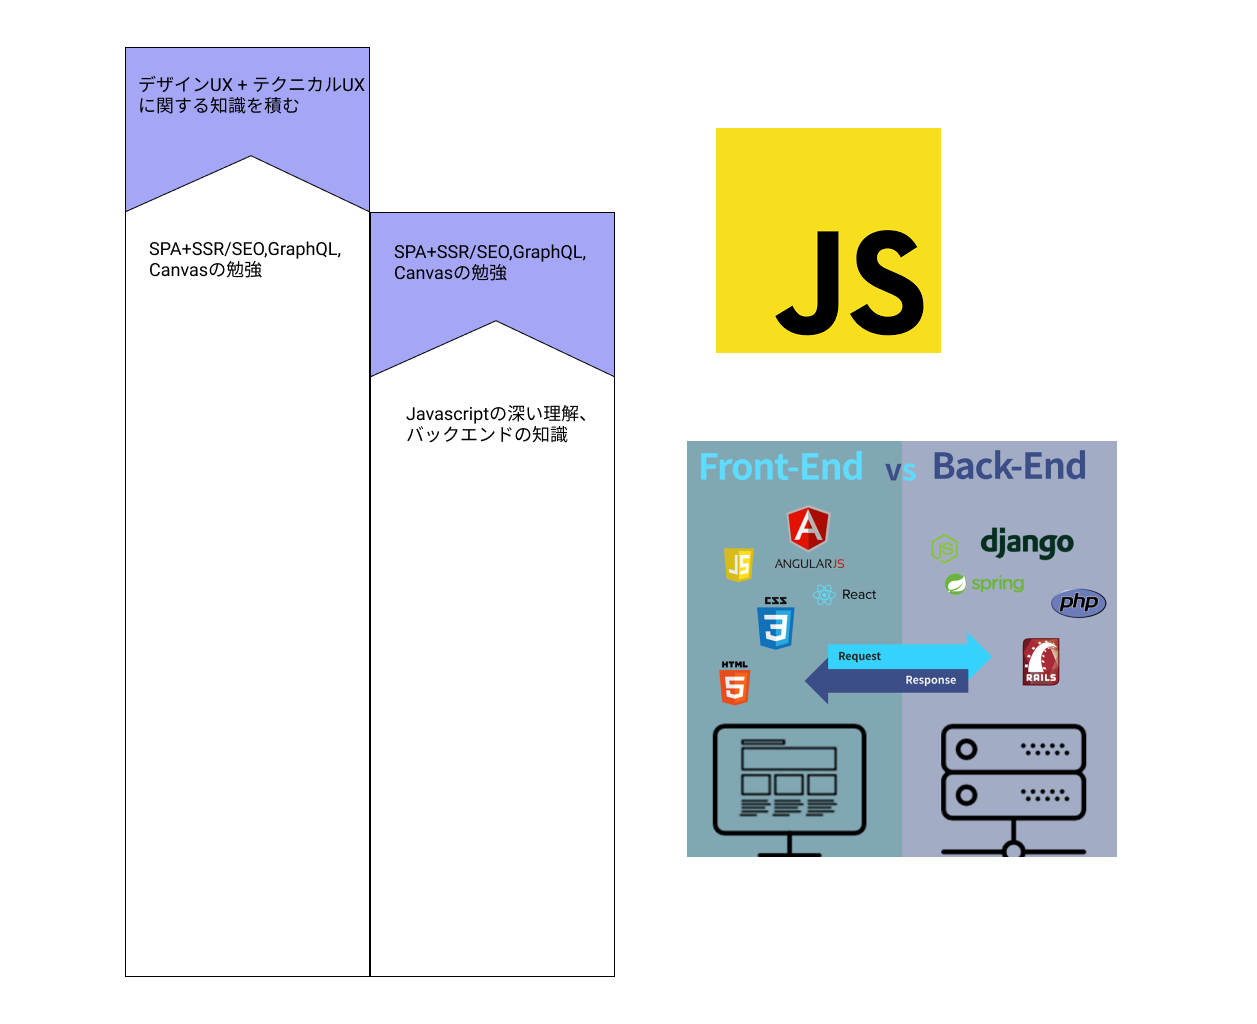 デザインUX + テクニカルUX
に関する知識を積む
SPA+SSR/SEO,GraphQL,
Canvasの勉強
SPA+SSR/SEO,GraphQL,
Canvasの勉強
Javascriptの深い理解、
バックエンドの知識
JS
Front-End vs Back-End
ANGULARJS
JS
React
CSS
3
HTML
5
JS
django
spring
php
RAILS
Request
Response